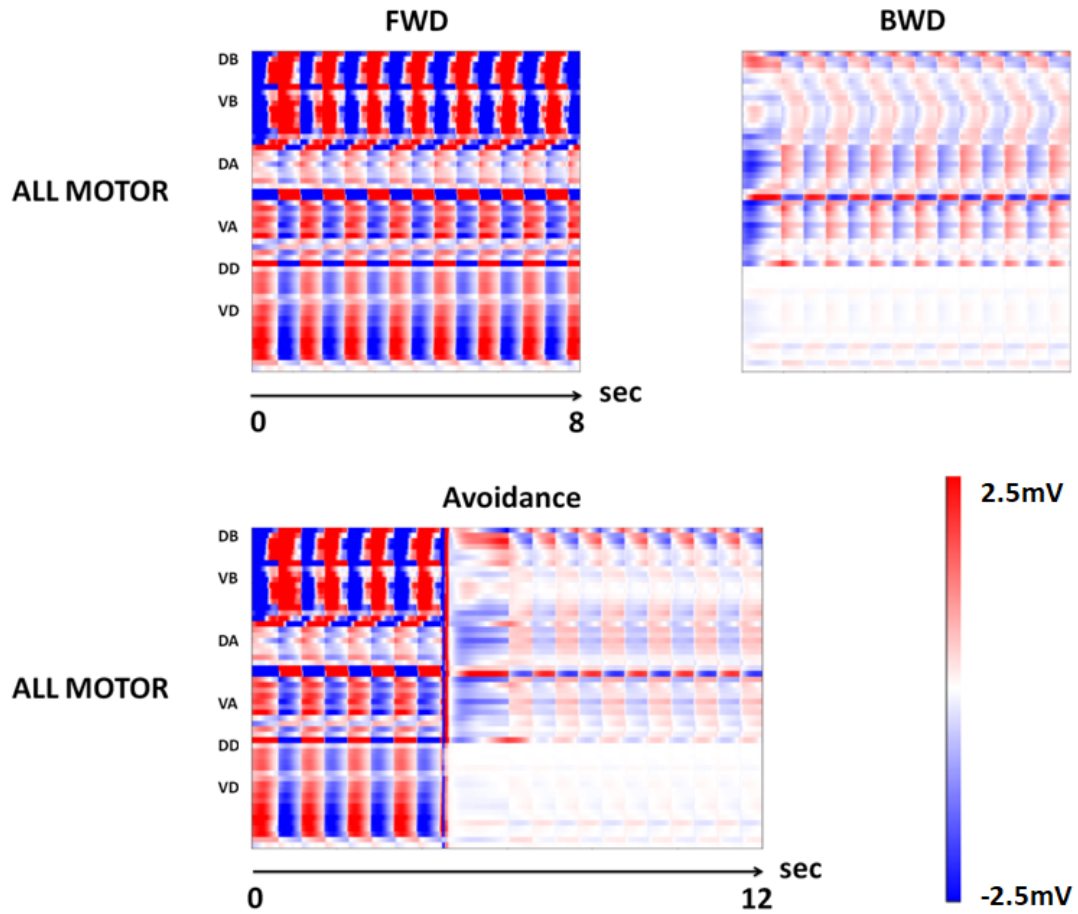 FWD
BWD
DB
VB
DA
ALL MOTOR
VA
DD
VD
sec
0
8
Avoidance
2.5mV
DB
VB
DA
ALL MOTOR
VA
DD
VD
sec
0
12
-2.5mV